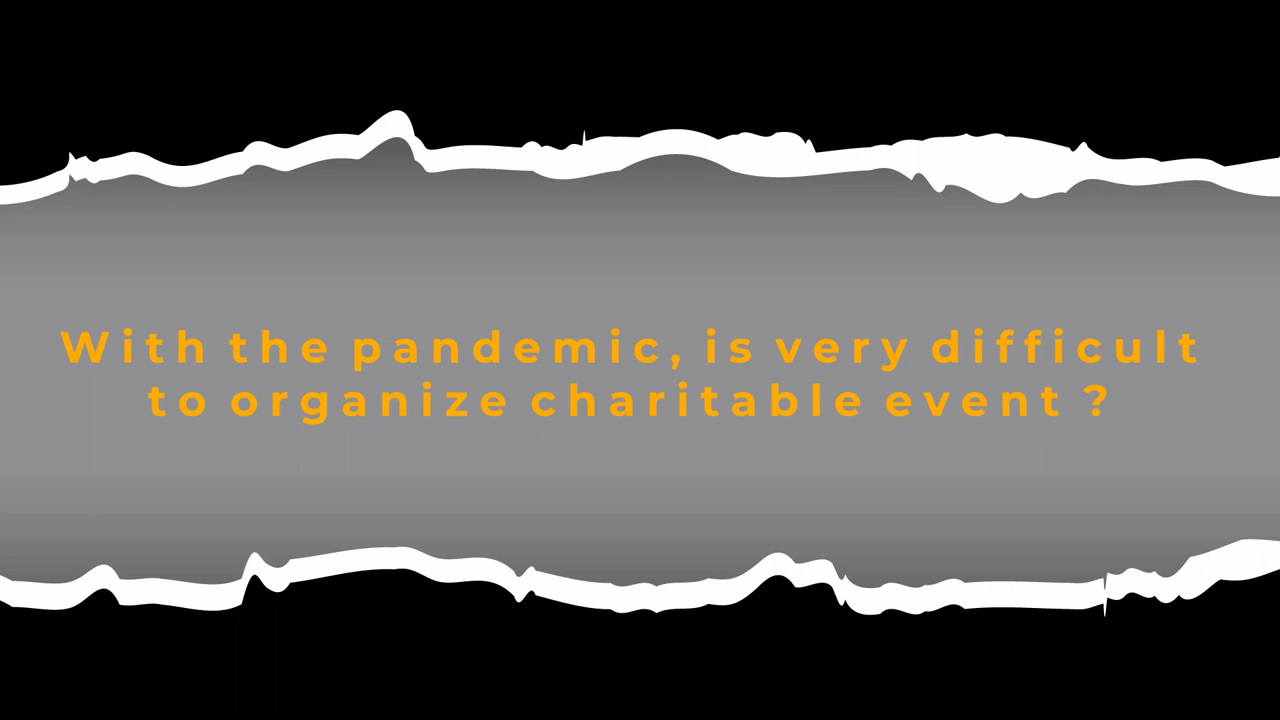 With the pandemic, is very difficult
to organize charitable event ?